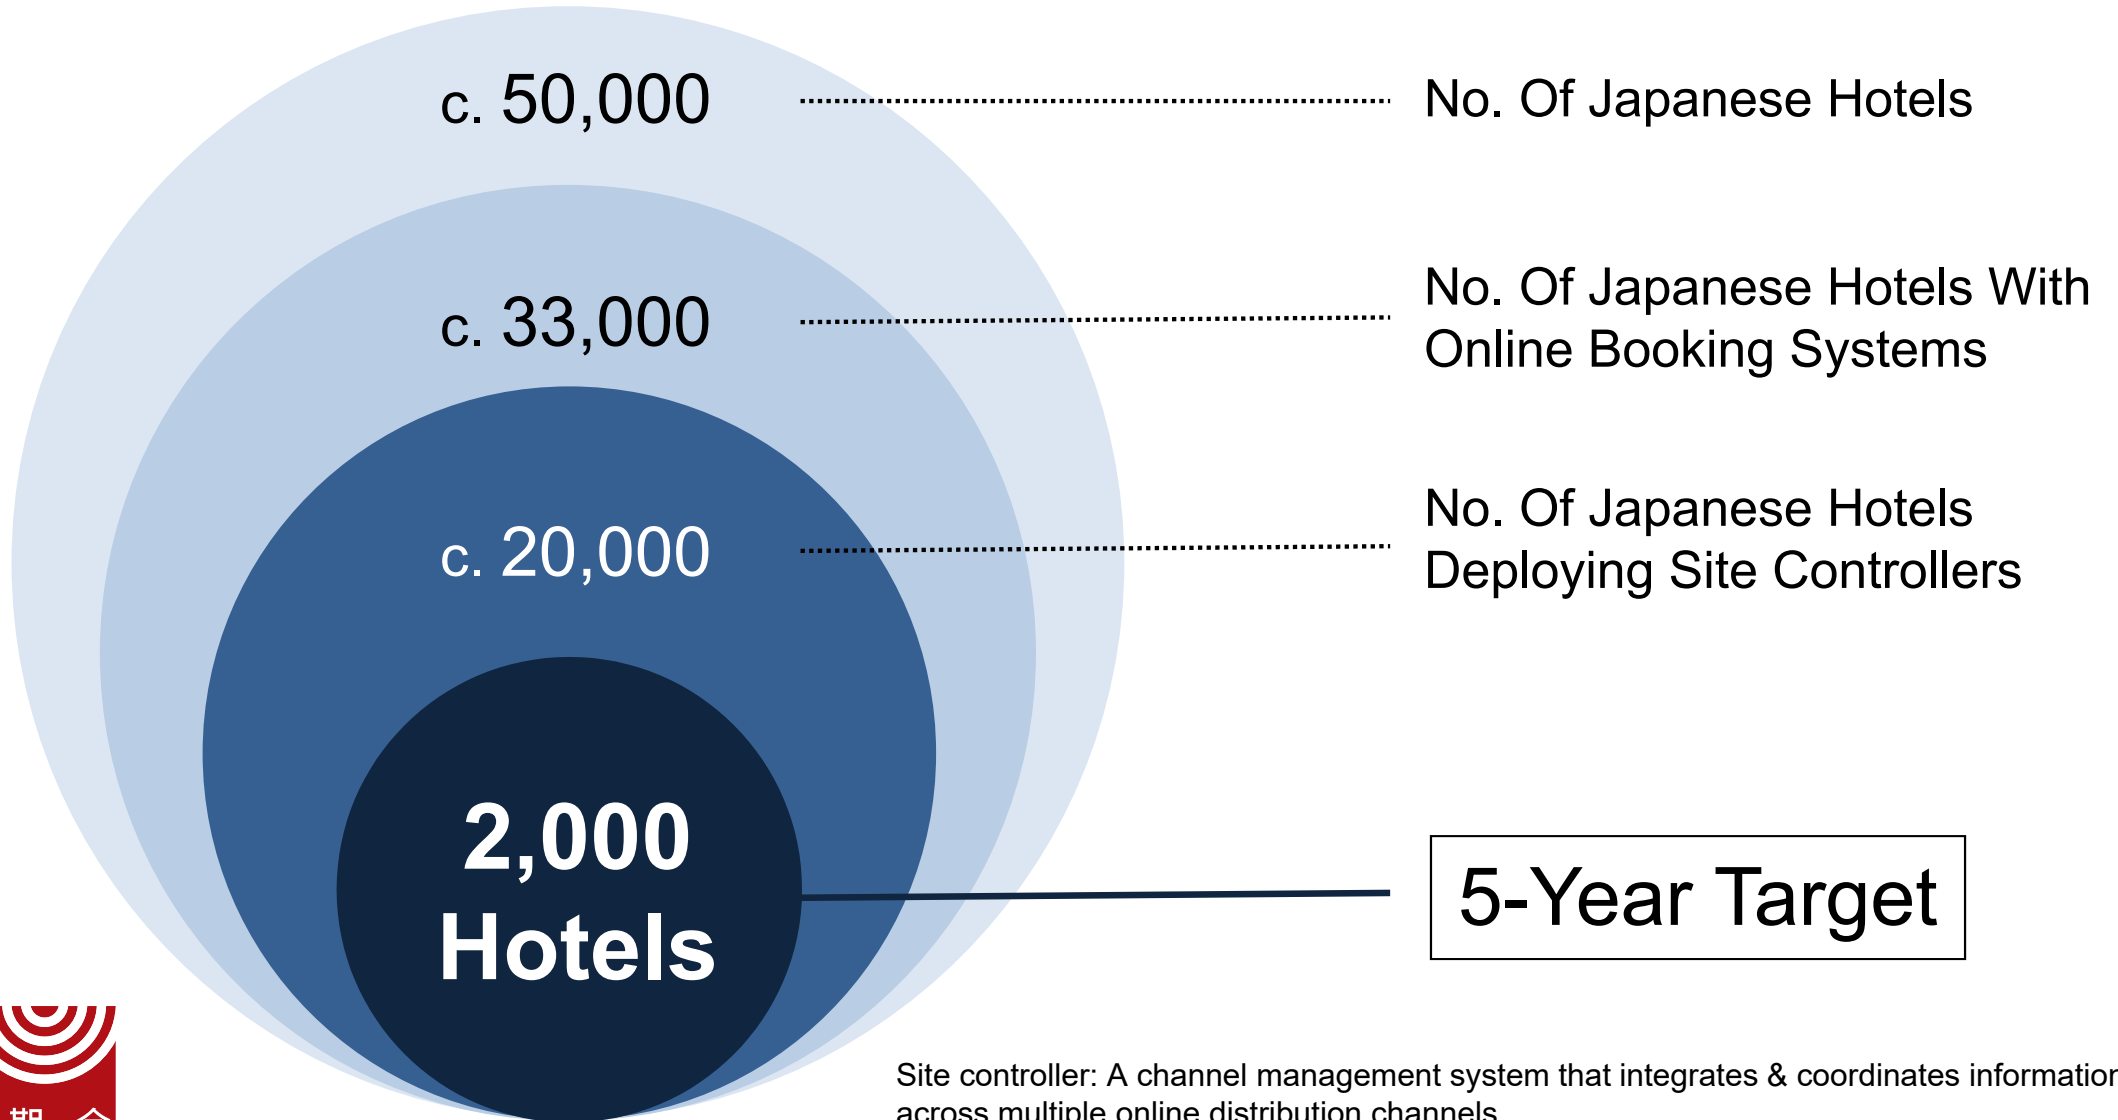 c. 50,000
No. Of Japanese Hotels
c. 33,000
No. Of Japanese Hotels With
Online Booking Systems
c. 20,000
No. Of Japanese Hotels
Deploying Site Controllers
2,000
Hotels
5-Year Target
Site controller: A channel management system that integrates & coordinates information
across multiple online distribution channels